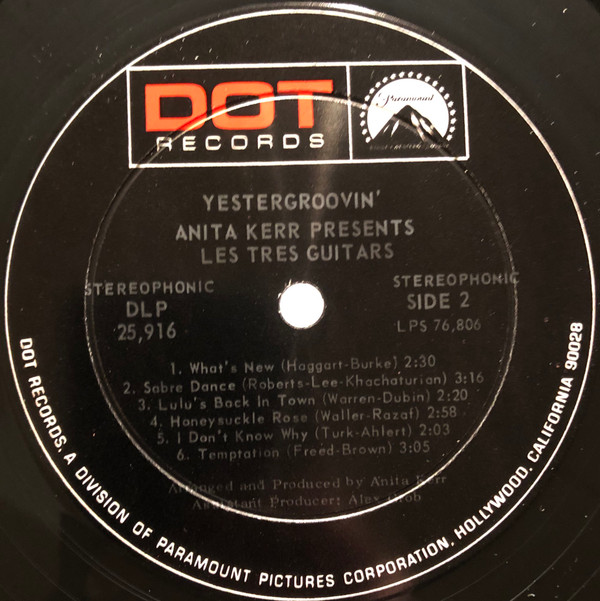 DOT
RECORDS
Paramount
YESTERGROOVIN'
ANITA KERR PRESENTS
LES TRES GUITARS
STEREOPHONIC
DLP
25,916
STEREOPHONIC
SIDE 2
LPS 76,806
1. What's New (Haggart-Burke) 2:30
2. Sabre Dance (Roberts-Lee-Khachaturian) 3:16
3. Lulu's Back In Town (Warren-Dubin) 2:20
4. Honeysuckle Rose (Waller-Razaf) 2:58
5. I Don't Know Why (Turk-Ahlert) 2:03
6. Temptation (Freed-Brown) 3:05
Arranged and Produced by Anita Kerr
Assistant Producer: Alex
DOT RECORDS, A DIVISION OF PARAMOUNT PICTURES CORPORATION, HOLLYWOOD, CALIFORNIA 90028